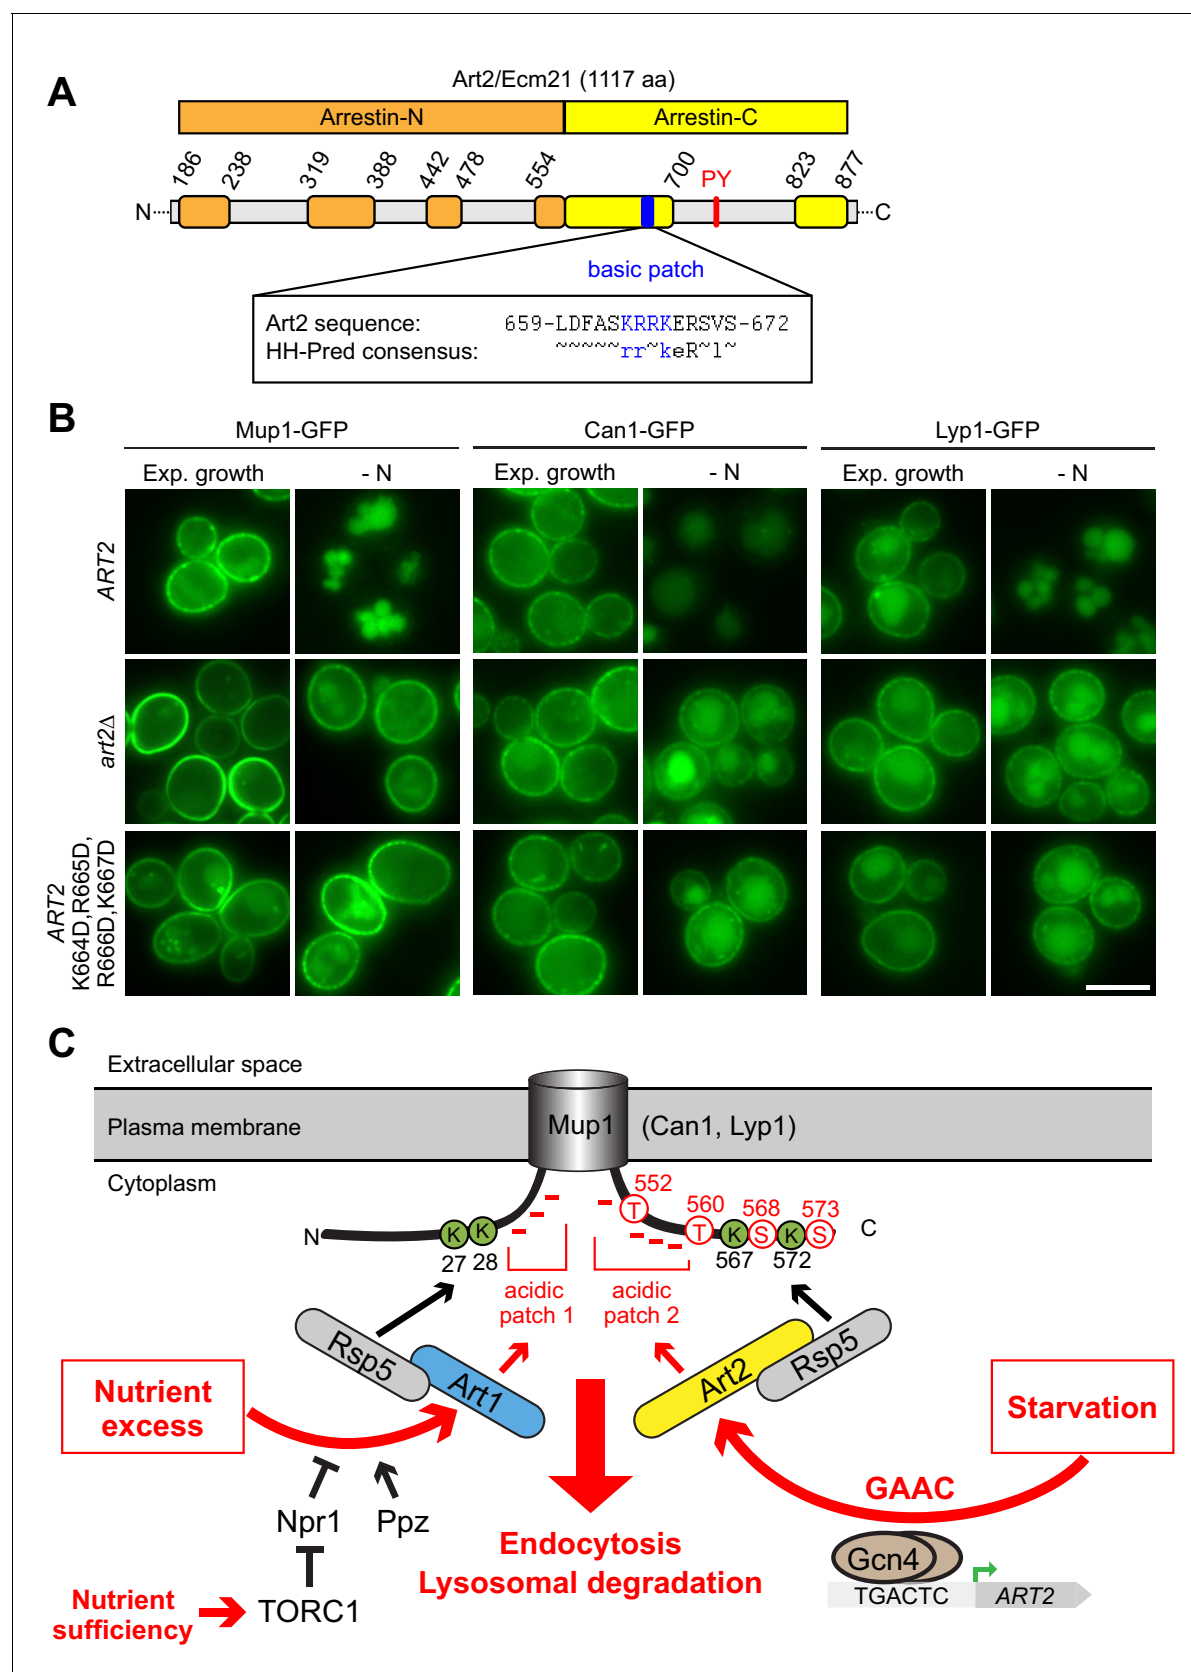 A
Art2/Ecm21 (1117 aa)
Arrestin-N
Arrestin-C
186
238
319
388
442
478
554
700
PY
823
877
N
C
basic patch
Art2 sequence: 659-LDFASKRRKERSVS-672
HH-Pred consensus: ~~~~~rr~keR~l~
B
Mup1-GFP
Can1-GFP
Lyp1-GFP
Exp. growth
- N
Exp. growth
- N
Exp. growth
- N
ART2
art2Δ
ART2
K664D,R665D,
R666D,K667D
C
Extracellular space
Plasma membrane
Mup1
(Can1, Lyp1)
Cytoplasm
N
K
K
27
28
552
T
560
T
K
567
568
S
K
572
573
S
C
acidic
patch 1
acidic
patch 2
Rsp5
Art1
Art2
Rsp5
Nutrient
excess
Starvation
GAAC
Npr1
Ppz
Endocytosis
Lysosomal degradation
Gcn4
TGACTC
ART2
Nutrient
sufficiency
TORC1